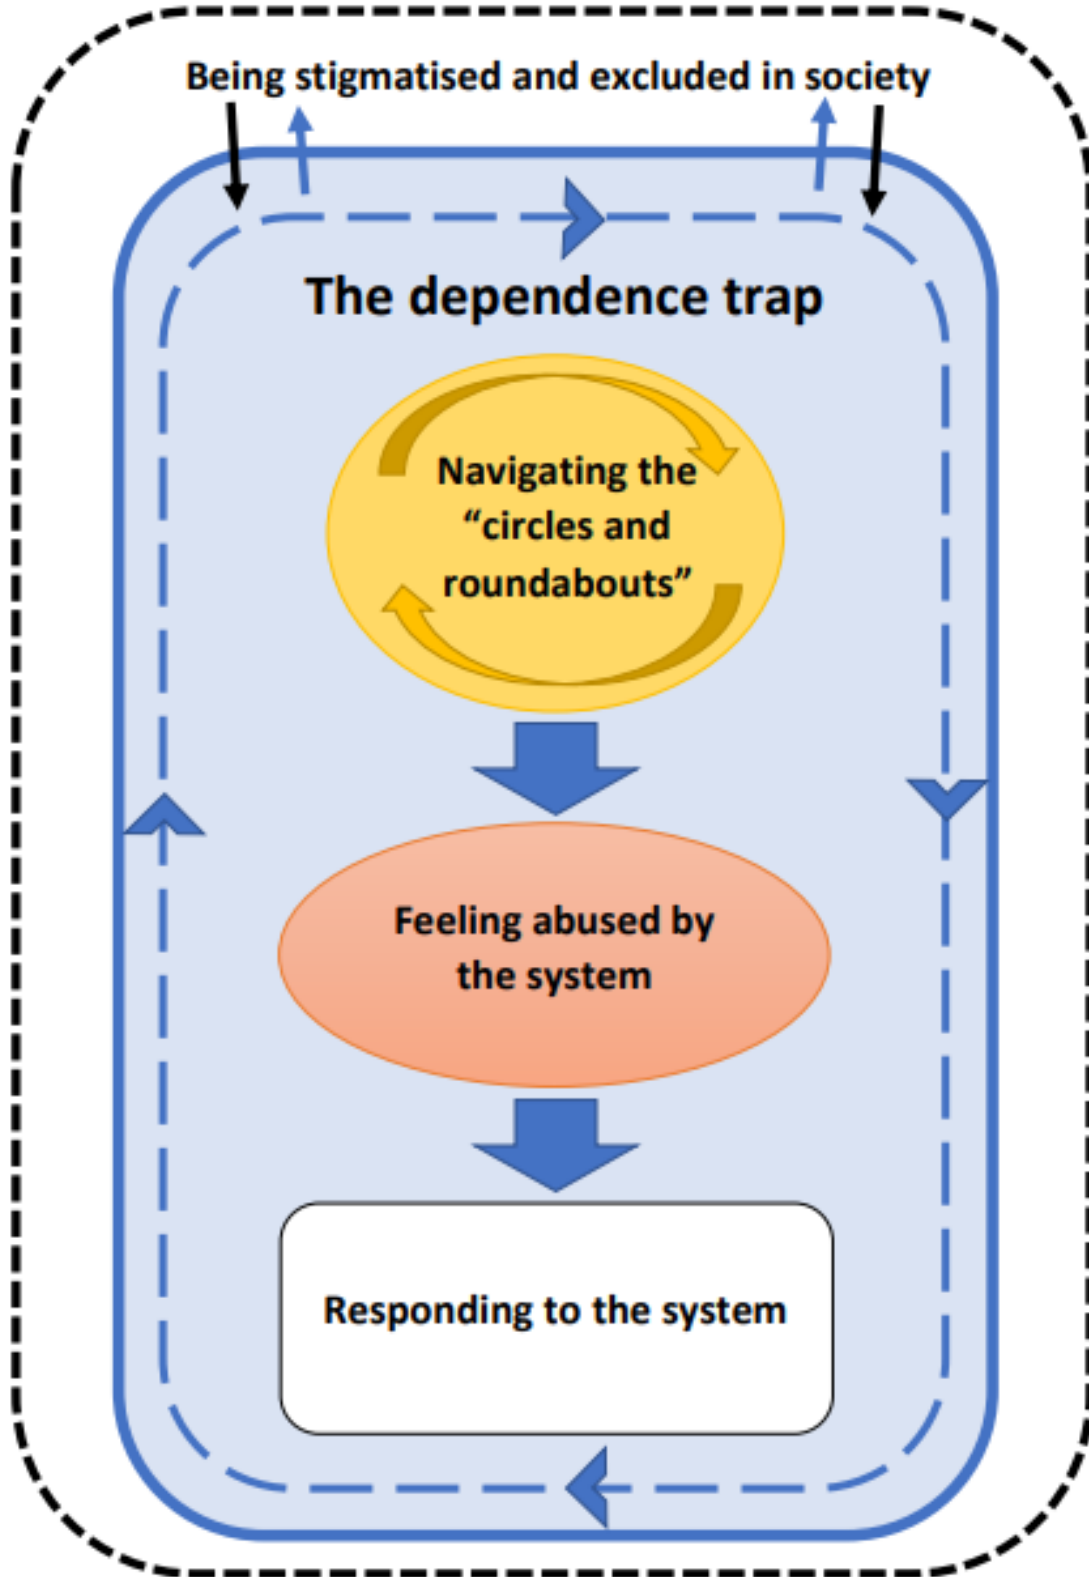 Being stigmatised and excluded in society
The dependence trap
Navigating the
“circles and
roundabouts”
Feeling abused by
the system
Responding to the system